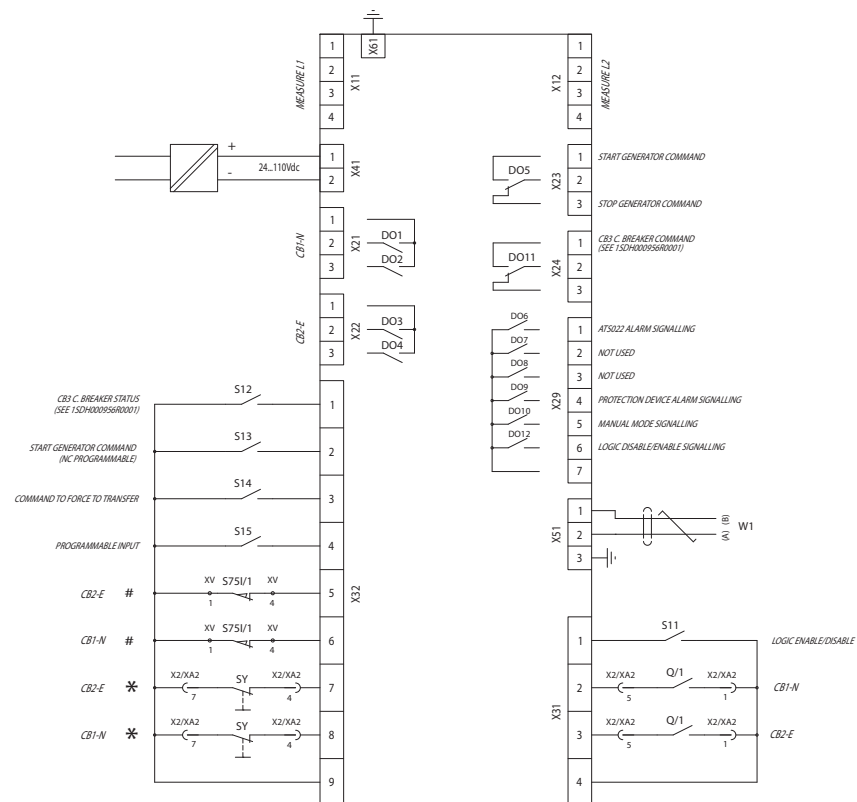 X61
MEASURE L1
1
2
3
4
X11
1
2
3
4
X12
MEASURE L2
+
-
24...110Vdc
1
2
X41
DO5
X23
1
2
3
START GENERATOR COMMAND
STOP GENERATOR COMMAND
CB1-N
1
2
3
X21
DO1
DO2
DO11
X24
1
2
3
CB3 C. BREAKER COMMAND
(SEE 1SDH000956R0001)
CB2-E
1
2
3
X22
DO3
DO4
DO6
DO7
DO8
DO9
DO10
DO12
X29
1
2
3
4
5
6
7
ATS022 ALARM SIGNALLING
NOT USED
NOT USED
PROTECTION DEVICE ALARM SIGNALLING
MANUAL MODE SIGNALLING
LOGIC DISABLE/ENABLE SIGNALLING
X51
1
2
3
(B)
(A)
W1
CB3 C. BREAKER STATUS
(SEE 1SDH000956R0001)
S12
1
START GENERATOR COMMAND
(NC PROGRAMMABLE)
S13
2
COMMAND TO FORCE TO TRANSFER
S14
3
PROGRAMMABLE INPUT
S15
4
CB2-E # XV S75I/1 XV
1 4
5
X32
CB1-N # XV S75I/1 XV
1 4
6
CB2-E * X2/XA2 SY X2/XA2
7 4
7
CB1-N * X2/XA2 SY X2/XA2
7 4
8
9
X31
1
S11
LOGIC ENABLE/DISABLE
2
X2/XA2 Q/1 X2/XA2
5 1
CB1-N
3
X2/XA2 Q/1 X2/XA2
5 1
CB2-E
4